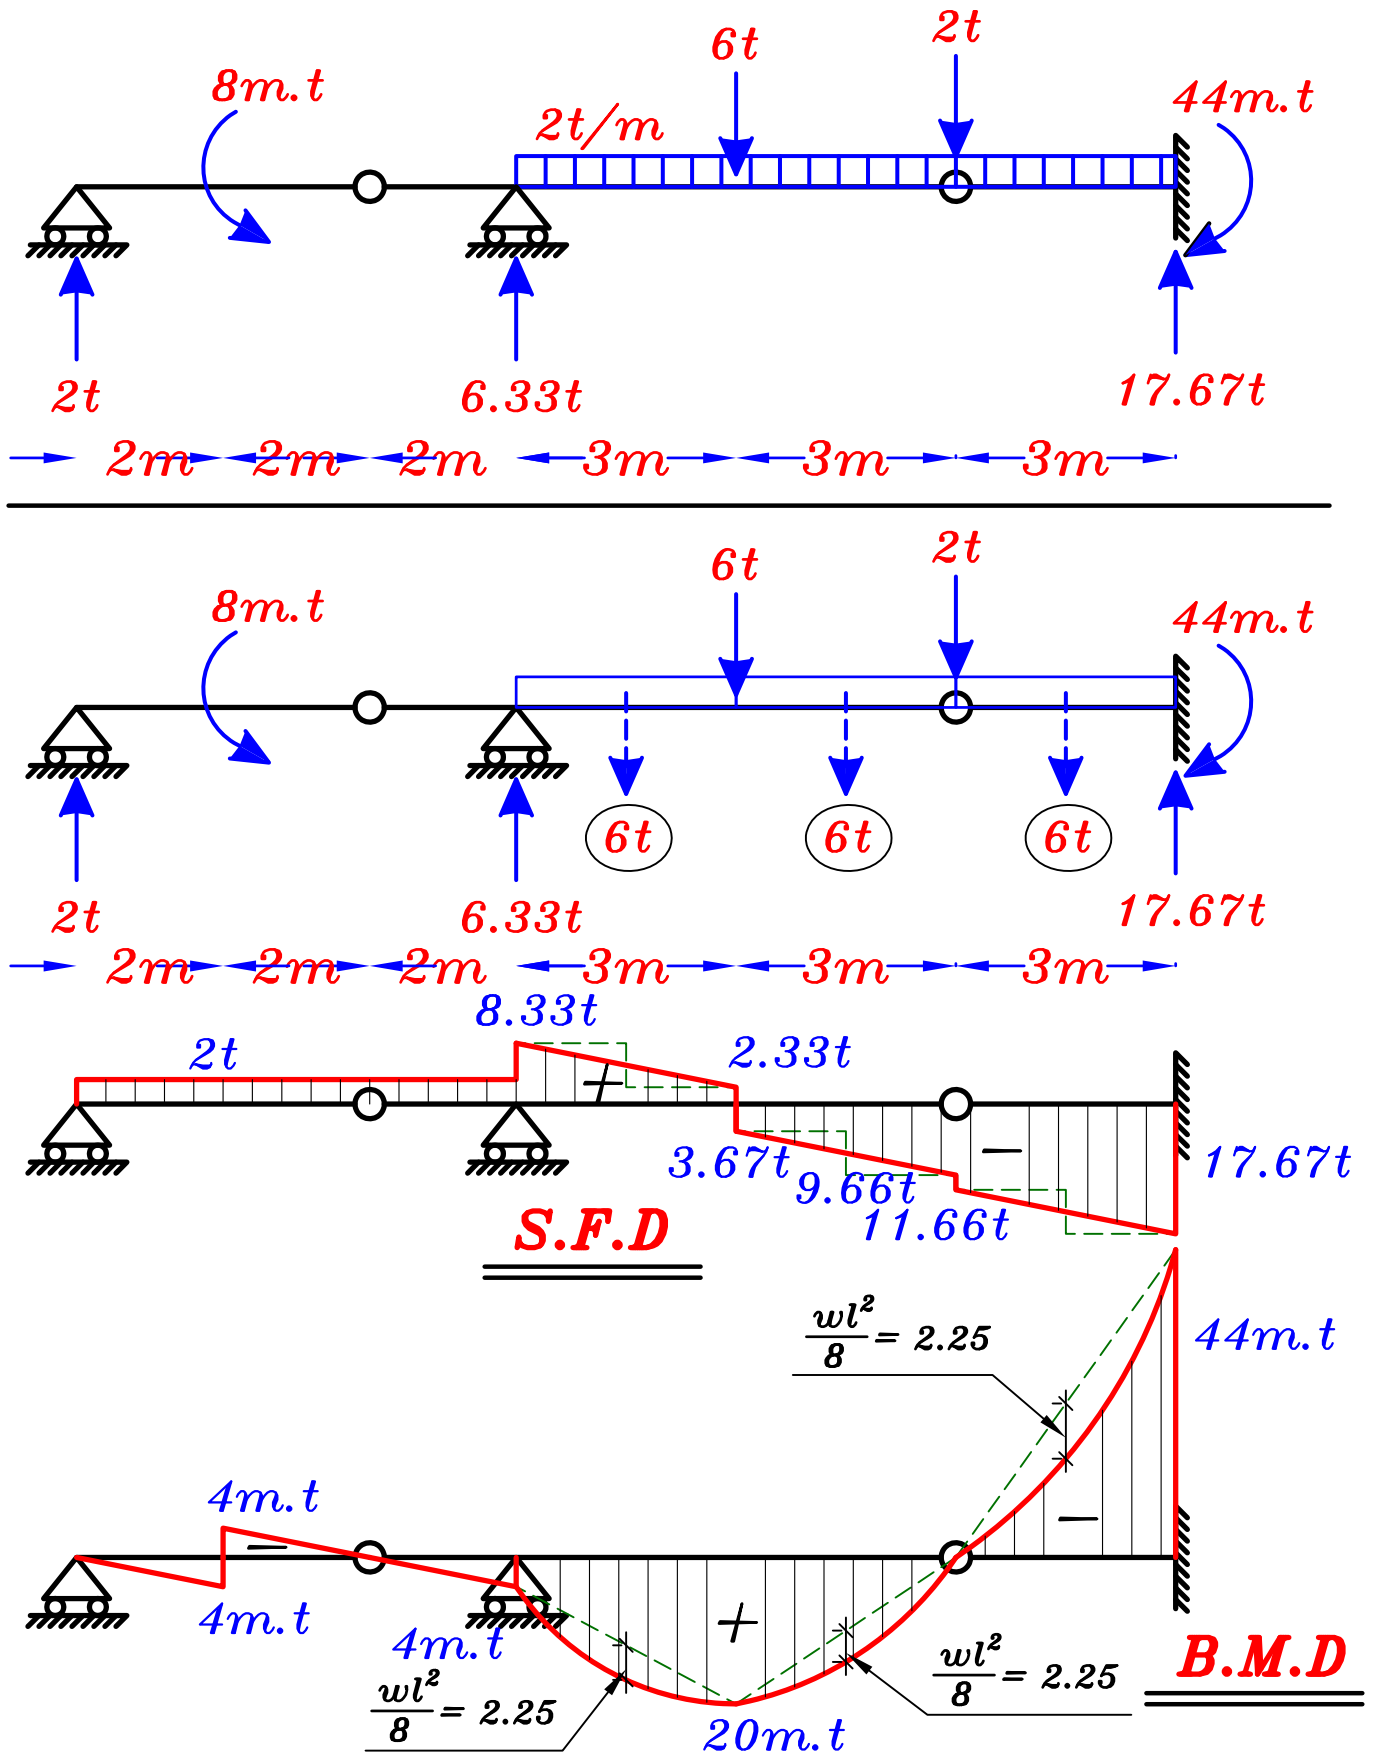 6t
2t
8m.t
2t/m
44m.t
2t
6.33t
17.67t
2m 2m 2m 3m 3m 3m
6t
2t
8m.t
44m.t
6t 6t 6t
2t
6.33t
17.67t
2m 2m 2m 3m 3m 3m
8.33t
2t
2.33t
+
−
3.67t
9.66t
17.67t
11.66t
S.F.D
wl²/8 = 2.25
44m.t
4m.t
−
−
4m.t
4m.t
+
wl²/8 = 2.25
wl²/8 = 2.25
B.M.D
20m.t